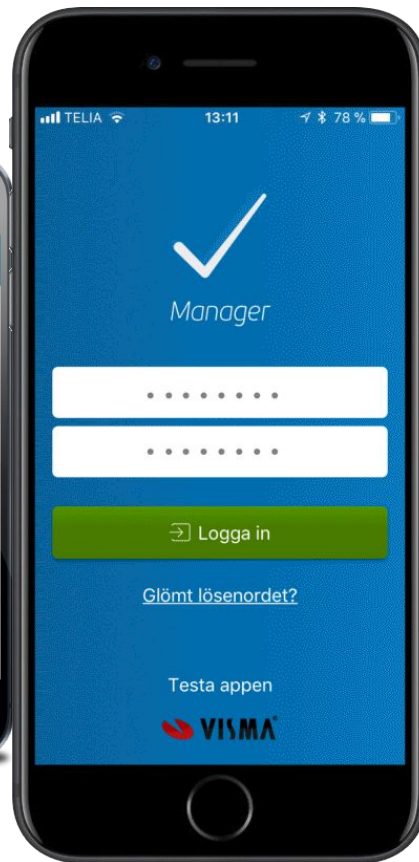 TELIA 13:11 78 %
Manager
••••••••
••••••••
Logga in
Glömt lösenordet?
Testa appen
VISMA